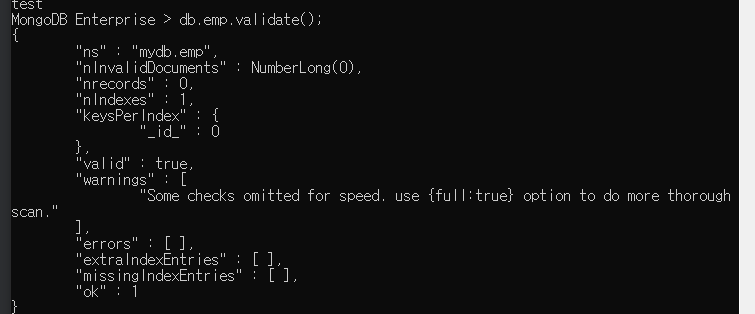 test
MongoDB Enterprise > db.emp.validate();
{
        "ns" : "mydb.emp",
        "nInvalidDocuments" : NumberLong(0),
        "nrecords" : 0,
        "nIndexes" : 1,
        "keysPerIndex" : {
                "_id_" : 0
        },
        "valid" : true,
        "warnings" : [
                "Some checks omitted for speed. use {full:true} option to do more thorough
scan."
        ],
        "errors" : [ ],
        "extraIndexEntries" : [ ],
        "missingIndexEntries" : [ ],
        "ok" : 1
}